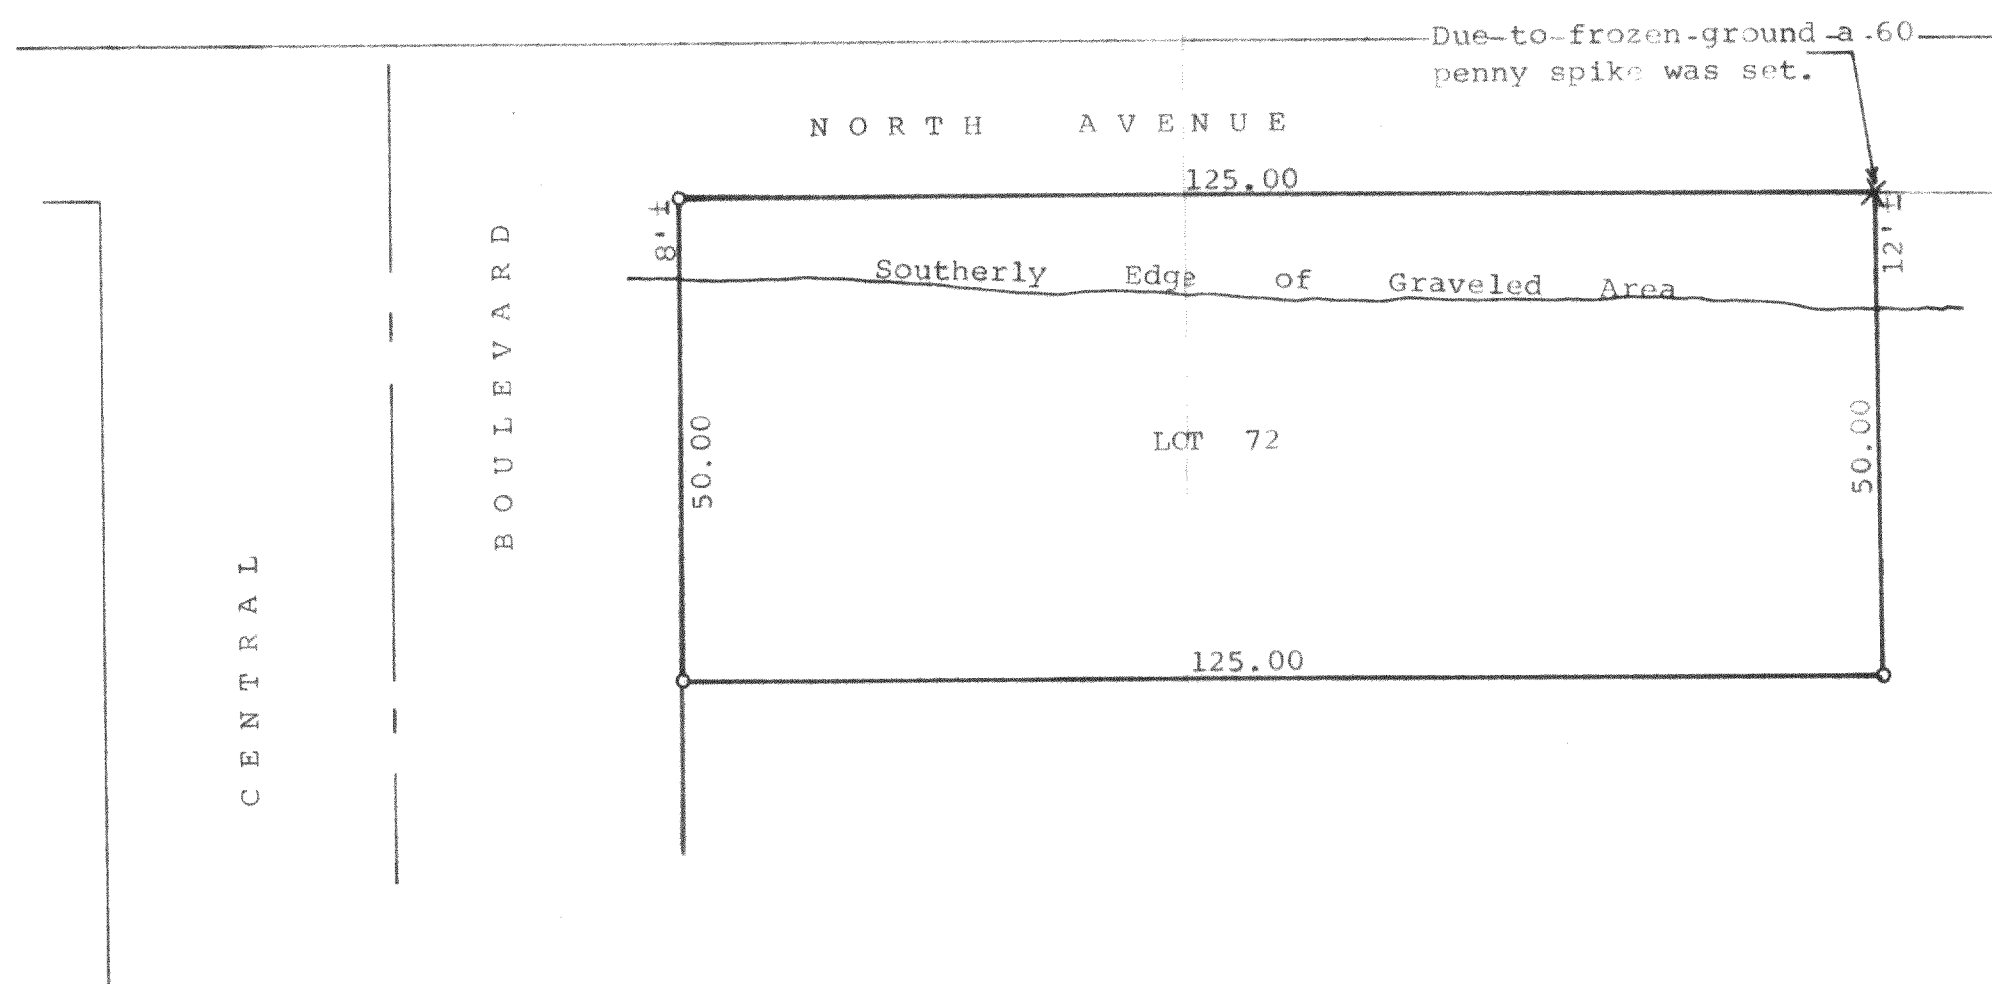 Due to frozen ground a 60
penny spike was set.
NORTH AVENUE
125.00
8'±
12'±
Southerly Edge of Graveled Area
BOULEVARD
50.00
LOT 72
50.00
CENTRAL
125.00